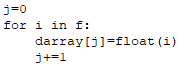 j=0
for i in f:
    darray[j]=float(i)
    j+=1